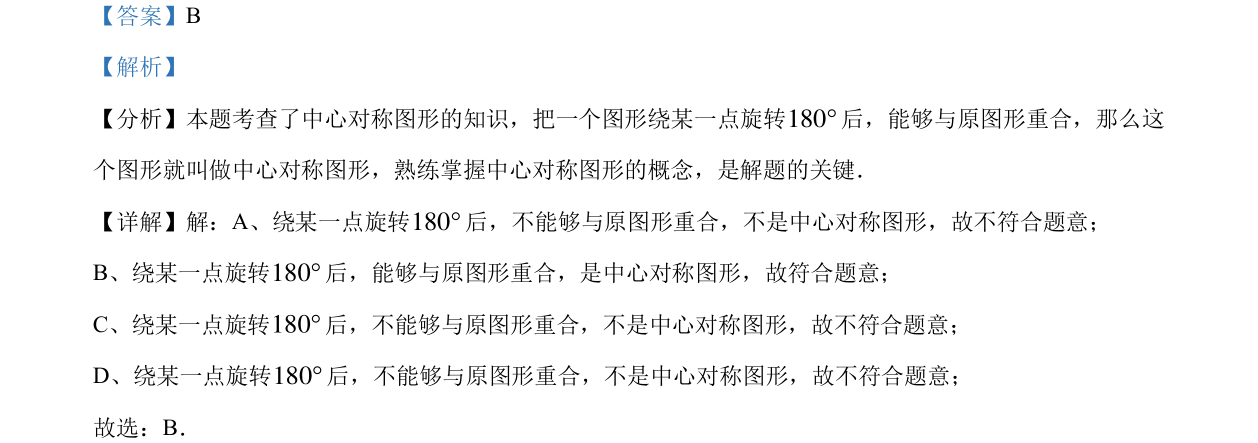 【答案】B
【解析】
【分析】本题考查了中心对称图形的知识，把一个图形绕某一点旋转180°后，能够与原图形重合，那么这
个图形就叫做中心对称图形，熟练掌握中心对称图形的概念，是解题的关键．
【详解】解：A、绕某一点旋转180°后，不能够与原图形重合，不是中心对称图形，故不符合题意；
B、绕某一点旋转180°后，能够与原图形重合，是中心对称图形，故符合题意；
C、绕某一点旋转180°后，不能够与原图形重合，不是中心对称图形，故不符合题意；
D、绕某一点旋转180°后，不能够与原图形重合，不是中心对称图形，故不符合题意；
故选：B．